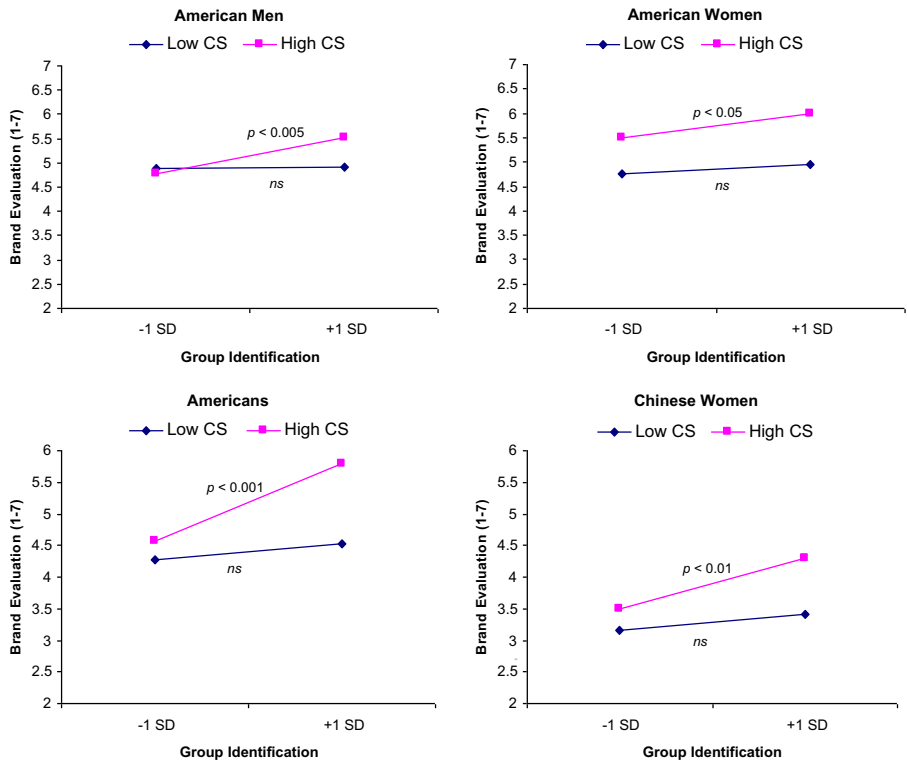 American Men
Low CS High CS
7
6.5
6
5.5
5
4.5
4
3.5
3
2.5
2
Brand Evaluation (1-7)
p < 0.005
ns
-1 SD +1 SD
Group Identification
American Women
Low CS High CS
7
6.5
6
5.5
5
4.5
4
3.5
3
2.5
2
Brand Evaluation (1-7)
p < 0.05
ns
-1 SD +1 SD
Group Identification
Americans
Low CS High CS
6
5.5
5
4.5
4
3.5
3
2.5
2
Brand Evaluation (1-7)
p < 0.001
ns
-1 SD +1 SD
Group Identification
Chinese Women
Low CS High CS
6
5.5
5
4.5
4
3.5
3
2.5
2
Brand Evaluation (1-7)
p < 0.01
ns
-1 SD +1 SD
Group Identification